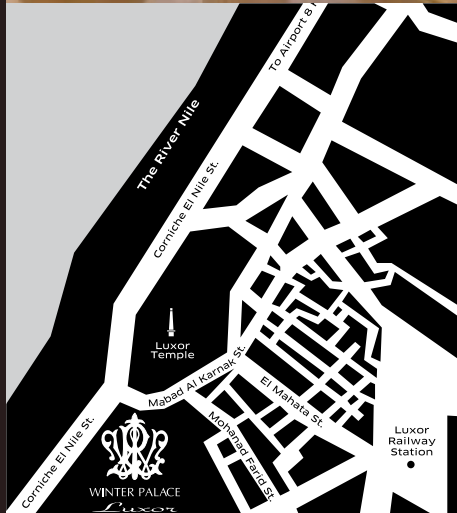 To Airport 8
The River Nile
Corniche El Nile St.
Luxor
Temple
Mabad Al Karnak St.
El Mahata St.
Mohanad Farid St.
Corniche El Nile St.
Luxor
Railway
Station
WINTER PALACE
Luxor